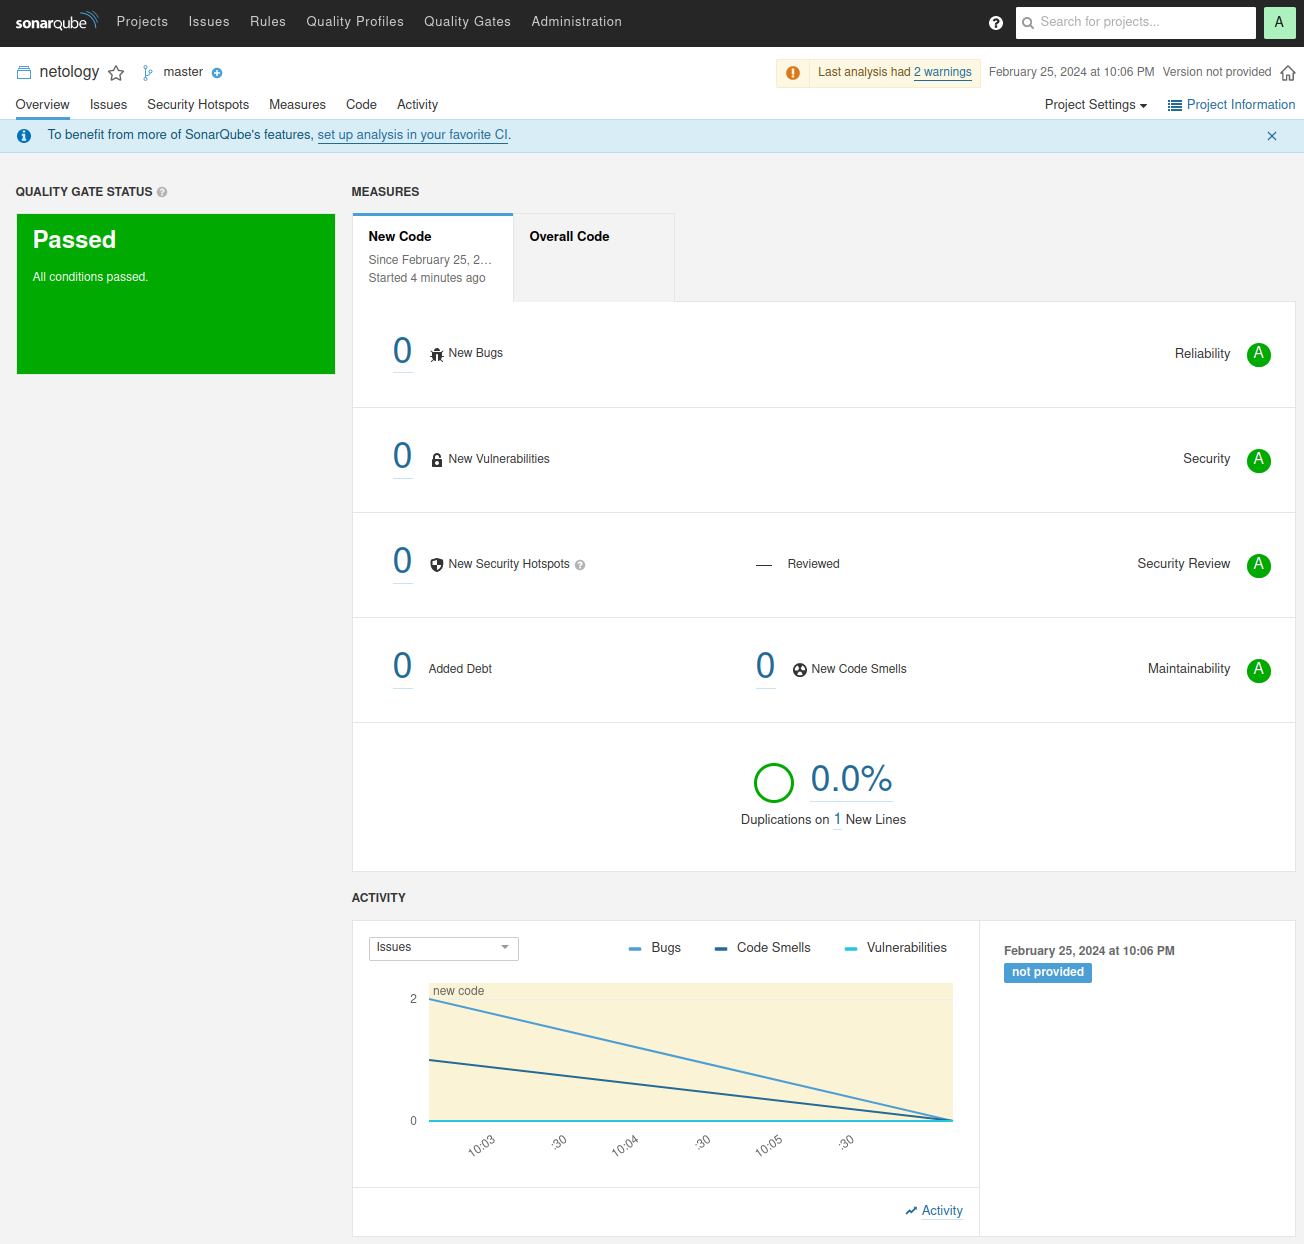 sonarqube Projects Issues Rules Quality Profiles Quality Gates Administration ? Search for projects... A
netology master Last analysis had 2 warnings February 25, 2024 at 10:06 PM Version not provided
Overview Issues Security Hotspots Measures Code Activity Project Settings Project Information
To benefit from more of SonarQube's features, set up analysis in your favorite CI.
QUALITY GATE STATUS ?
Passed
All conditions passed.
MEASURES
New Code
Since February 25, 2…
Started 4 minutes ago
Overall Code
0 New Bugs Reliability A
0 New Vulnerabilities Security A
0 New Security Hotspots ? — Reviewed Security Review A
0 Added Debt 0 New Code Smells Maintainability A
0.0%
Duplications on 1 New Lines
ACTIVITY
Issues Bugs Code Smells Vulnerabilities
new code
2
0
10:03 :30 10:04 :30 10:05 :30
Activity
February 25, 2024 at 10:06 PM
not provided